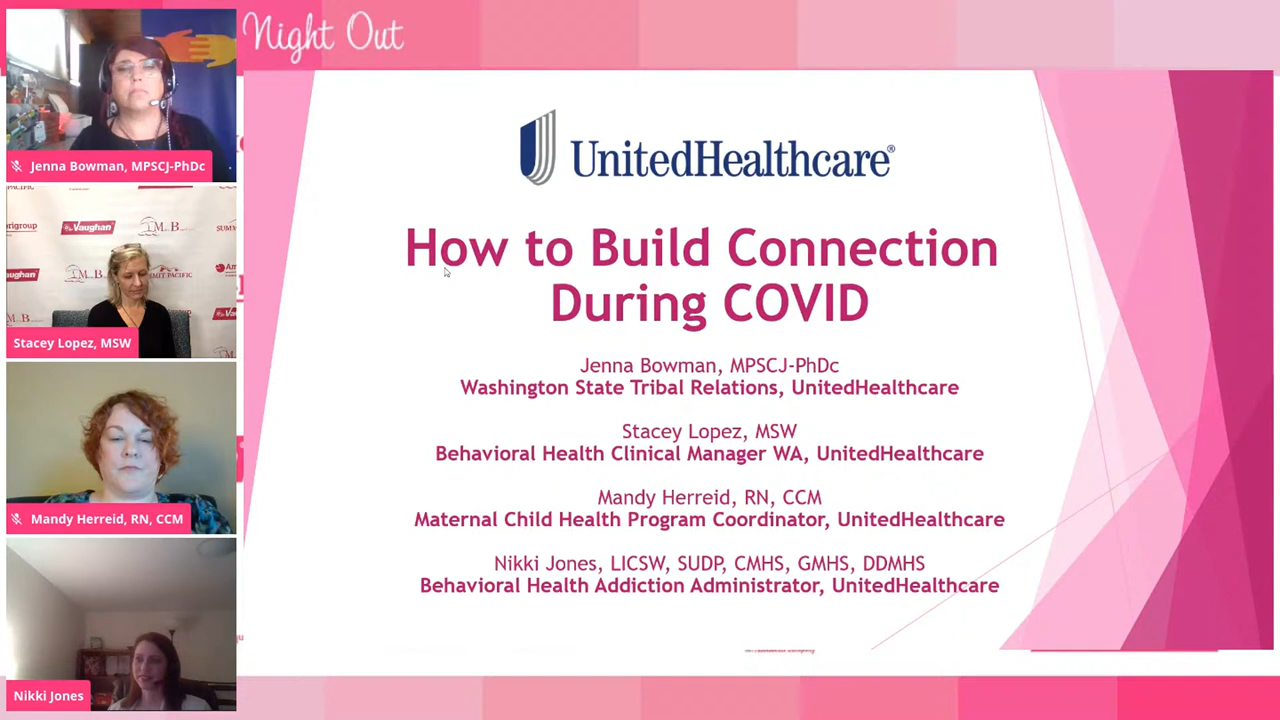 Night Out
Jenna Bowman, MPSCJ-PhDc
Vaughan
SUMMIT PACIFIC
Stacey Lopez, MSW
Mandy Herreid, RN, CCM
Nikki Jones
UnitedHealthcare®
How to Build Connection
During COVID
Jenna Bowman, MPSCJ-PhDc
Washington State Tribal Relations, UnitedHealthcare
Stacey Lopez, MSW
Behavioral Health Clinical Manager WA, UnitedHealthcare
Mandy Herreid, RN, CCM
Maternal Child Health Program Coordinator, UnitedHealthcare
Nikki Jones, LICSW, SUDP, CMHS, GMHS, DDMHS
Behavioral Health Addiction Administrator, UnitedHealthcare